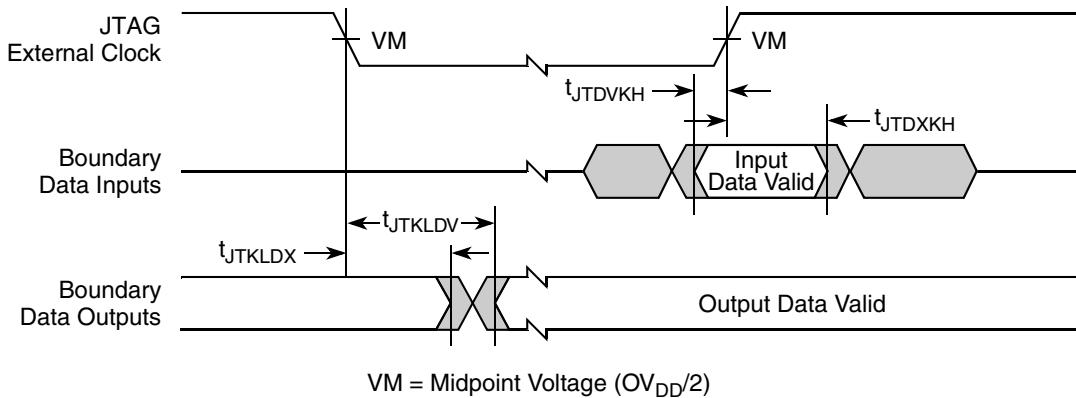 JTAG
External Clock
VM
VM
tJTDVKH
tJTDXKH
Boundary
Data Inputs
Input
Data Valid
tJTKLDV
tJTKLDX
Boundary
Data Outputs
Output Data Valid
VM = Midpoint Voltage (OVDD/2)